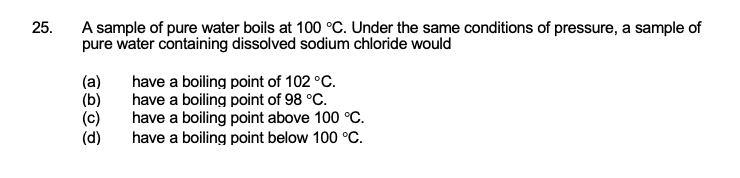 25. A sample of pure water boils at 100 °C. Under the same conditions of pressure, a sample of
pure water containing dissolved sodium chloride would
(a) have a boiling point of 102 °C.
(b) have a boiling point of 98 °C.
(c) have a boiling point above 100 °C.
(d) have a boiling point below 100 °C.